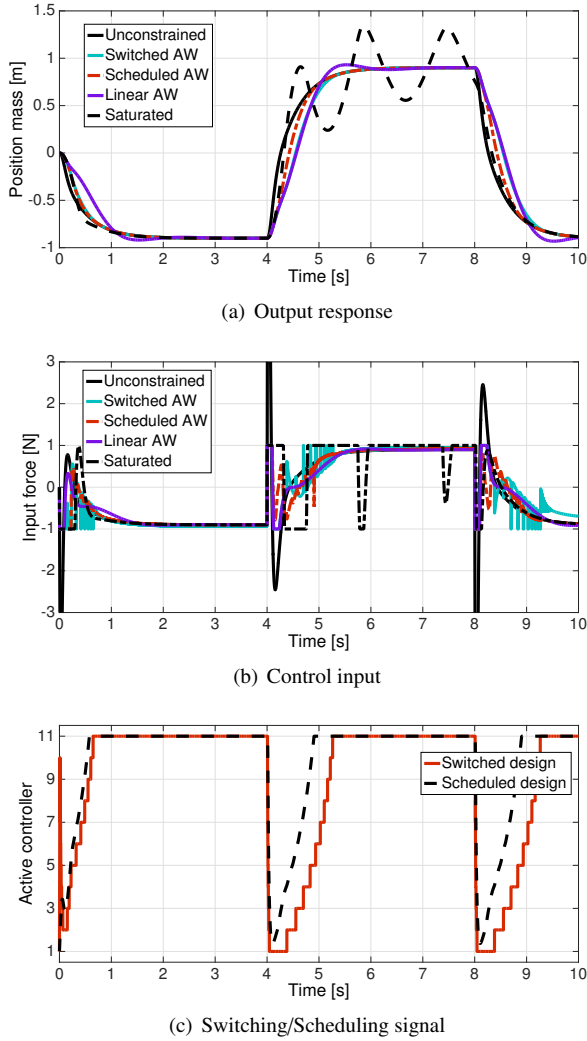 1.5
1
0.5
0
-0.5
-1
Position mass [m]
Unconstrained
Switched AW
Scheduled AW
Linear AW
Saturated
0 1 2 3 4 5 6 7 8 9 10
Time [s]
(a) Output response
3
2
1
0
-1
-2
-3
Input force [N]
Unconstrained
Switched AW
Scheduled AW
Linear AW
Saturated
0 1 2 3 4 5 6 7 8 9 10
Time [s]
(b) Control input
11
9
7
5
3
1
Active controller
Switched design
Scheduled design
0 1 2 3 4 5 6 7 8 9 10
Time [s]
(c) Switching/Scheduling signal